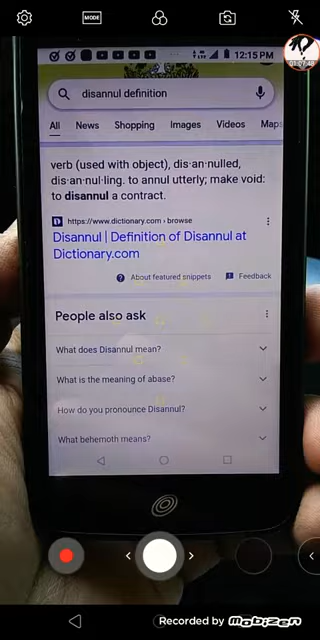 MODE
01:07:48
12:15 PM
disannul definition
All News Shopping Images Videos Maps
verb (used with object), dis·an·nulled,
dis·an·nul·ling. to annul utterly; make void:
to disannul a contract.
D https://www.dictionary.com › browse
Disannul | Definition of Disannul at
Dictionary.com
About featured snippets Feedback
People also ask
What does Disannul mean?
What is the meaning of abase?
How do you pronounce Disannul?
What behemoth means?
Recorded by mobizen